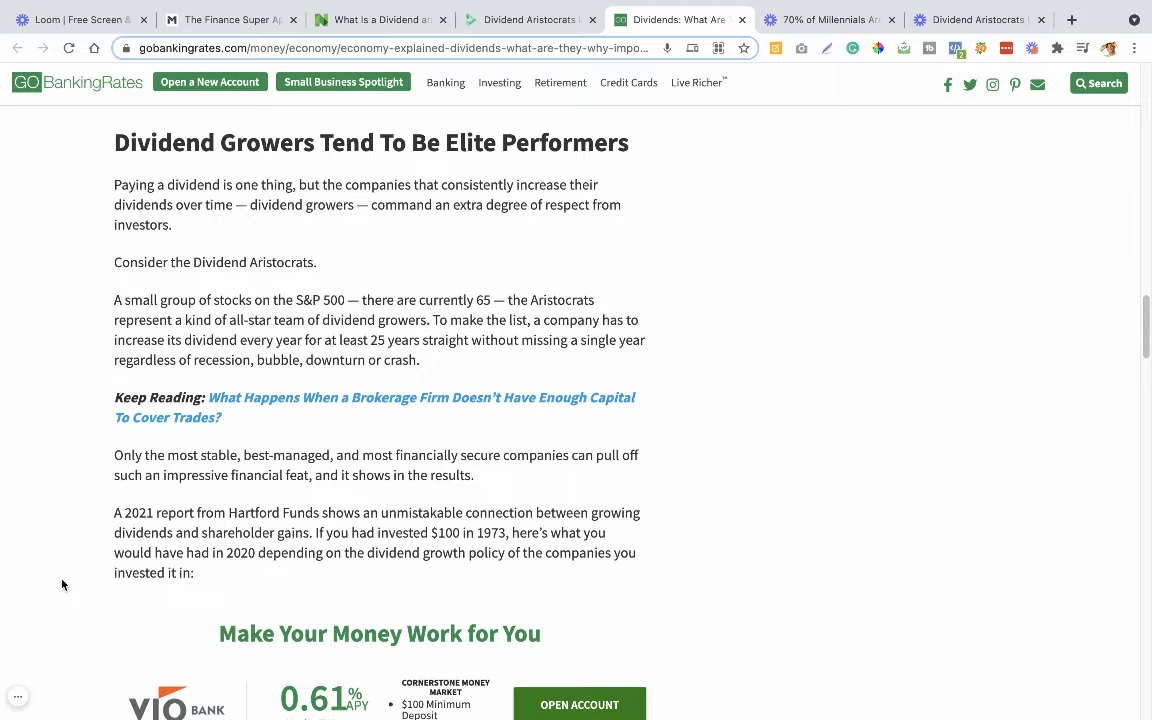 Loom | Free Screen &
The Finance Super Ap
What Is a Dividend an
Dividend Aristocrats
Dividends: What Are
70% of Millennials Ar
Dividend Aristocrats
gobankingrates.com/money/economy/economy-explained-dividends-what-are-they-why-impo...
GOBankingRates
Open a New Account
Small Business Spotlight
Banking
Investing
Retirement
Credit Cards
Live Richer™
Search
Dividend Growers Tend To Be Elite Performers
Paying a dividend is one thing, but the companies that consistently increase their
dividends over time — dividend growers — command an extra degree of respect from
investors.
Consider the Dividend Aristocrats.
A small group of stocks on the S&P 500 — there are currently 65 — the Aristocrats
represent a kind of all-star team of dividend growers. To make the list, a company has to
increase its dividend every year for at least 25 years straight without missing a single year
regardless of recession, bubble, downturn or crash.
Keep Reading: What Happens When a Brokerage Firm Doesn't Have Enough Capital
To Cover Trades?
Only the most stable, best-managed, and most financially secure companies can pull off
such an impressive financial feat, and it shows in the results.
A 2021 report from Hartford Funds shows an unmistakable connection between growing
dividends and shareholder gains. If you had invested $100 in 1973, here's what you
would have had in 2020 depending on the dividend growth policy of the companies you
invested it in:
Make Your Money Work for You
VIO BANK
0.61% APY
CORNERSTONE MONEY
MARKET
• $100 Minimum
Deposit
OPEN ACCOUNT